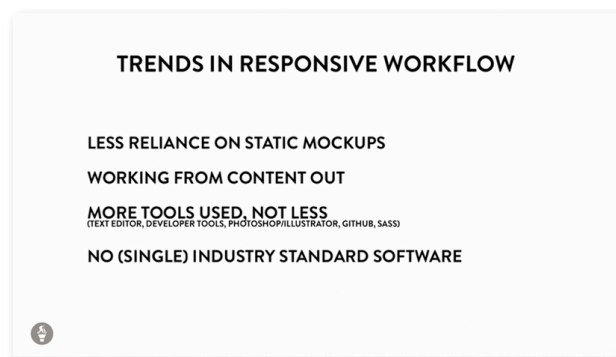 TRENDS IN RESPONSIVE WORKFLOW
LESS RELIANCE ON STATIC MOCKUPS
WORKING FROM CONTENT OUT
MORE TOOLS USED, NOT LESS
(TEXT EDITOR, DEVELOPER TOOLS, PHOTOSHOP/ILLUSTRATOR, GITHUB, SASS)
NO (SINGLE) INDUSTRY STANDARD SOFTWARE